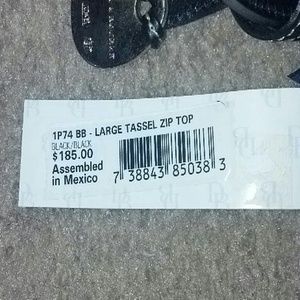 1P74 BB - LARGE TASSEL ZIP TOP
BLACK/BLACK
$185.00
Assembled
in Mexico
7 38843 85038 3